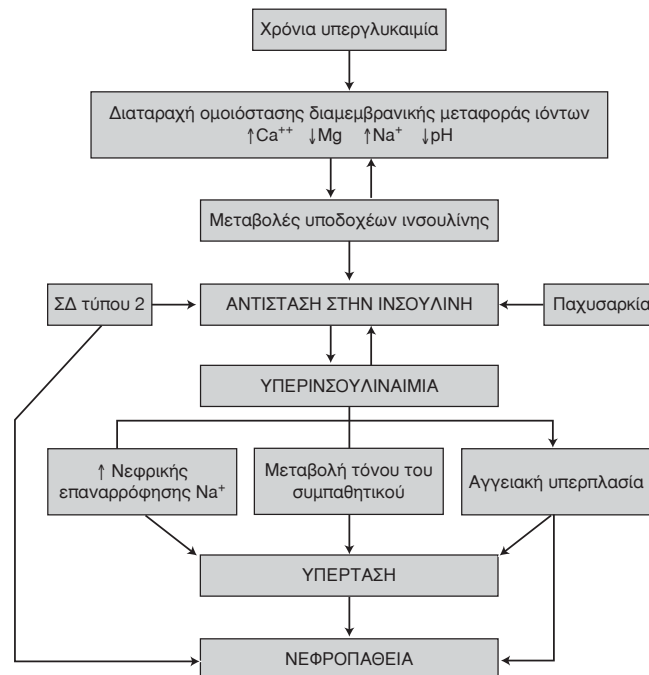 Χρόνια υπεργλυκαιμία
Διαταραχή ομοιόστασης διαμεμβρανικής μεταφοράς ιόντων
↑Ca⁺⁺ ↓Mg ↑Na⁺ ↓pH
Μεταβολές υποδοχέων ινσουλίνης
ΣΔ τύπου 2
ΑΝΤΙΣΤΑΣΗ ΣΤΗΝ ΙΝΣΟΥΛΙΝΗ
Παχυσαρκία
ΥΠΕΡΙΝΣΟΥΛΙΝΑΙΜΙΑ
↑ Νεφρικής
επαναρρόφησης Na⁺
Μεταβολή τόνου του
συμπαθητικού
Αγγειακή υπερπλασία
ΥΠΕΡΤΑΣΗ
ΝΕΦΡΟΠΑΘΕΙΑ